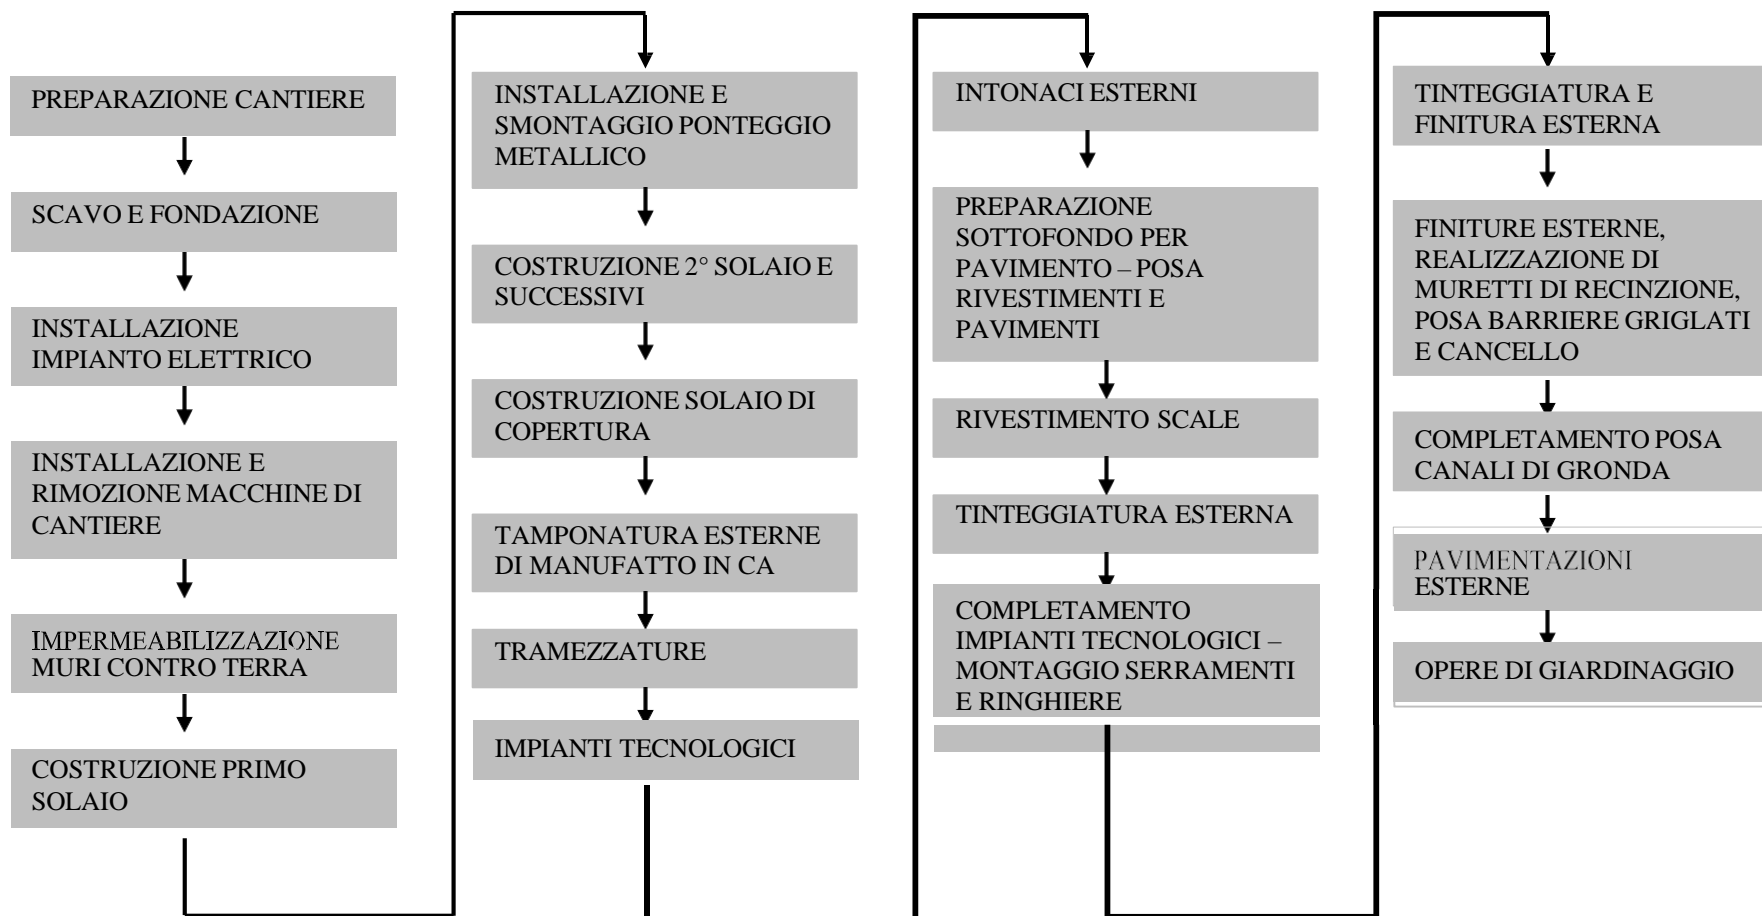 PREPARAZIONE CANTIERE
SCAVO E FONDAZIONE
INSTALLAZIONE
IMPIANTO ELETTRICO
INSTALLAZIONE E
RIMOZIONE MACCHINE DI
CANTIERE
IMPERMEABILIZZAZIONE
MURI CONTRO TERRA
COSTRUZIONE PRIMO
SOLAIO
INSTALLAZIONE E
SMONTAGGIO PONTEGGIO
METALLICO
COSTRUZIONE 2° SOLAIO E
SUCCESSIVI
COSTRUZIONE SOLAIO DI
COPERTURA
TAMPONATURA ESTERNE
DI MANUFATTO IN CA
TRAMEZZATURE
IMPIANTI TECNOLOGICI
INTONACI ESTERNI
PREPARAZIONE
SOTTOFONDO PER
PAVIMENTO – POSA
RIVESTIMENTI E
PAVIMENTI
RIVESTIMENTO SCALE
TINTEGGIATURA ESTERNA
COMPLETAMENTO
IMPIANTI TECNOLOGICI –
MONTAGGIO SERRAMENTI
E RINGHIERE
TINTEGGIATURA E
FINITURA ESTERNA
FINITURE ESTERNE,
REALIZZAZIONE DI
MURETTI DI RECINZIONE,
POSA BARRIERE GRIGLATI
E CANCELLO
COMPLETAMENTO POSA
CANALI DI GRONDA
PAVIMENTAZIONI
ESTERNE
OPERE DI GIARDINAGGIO